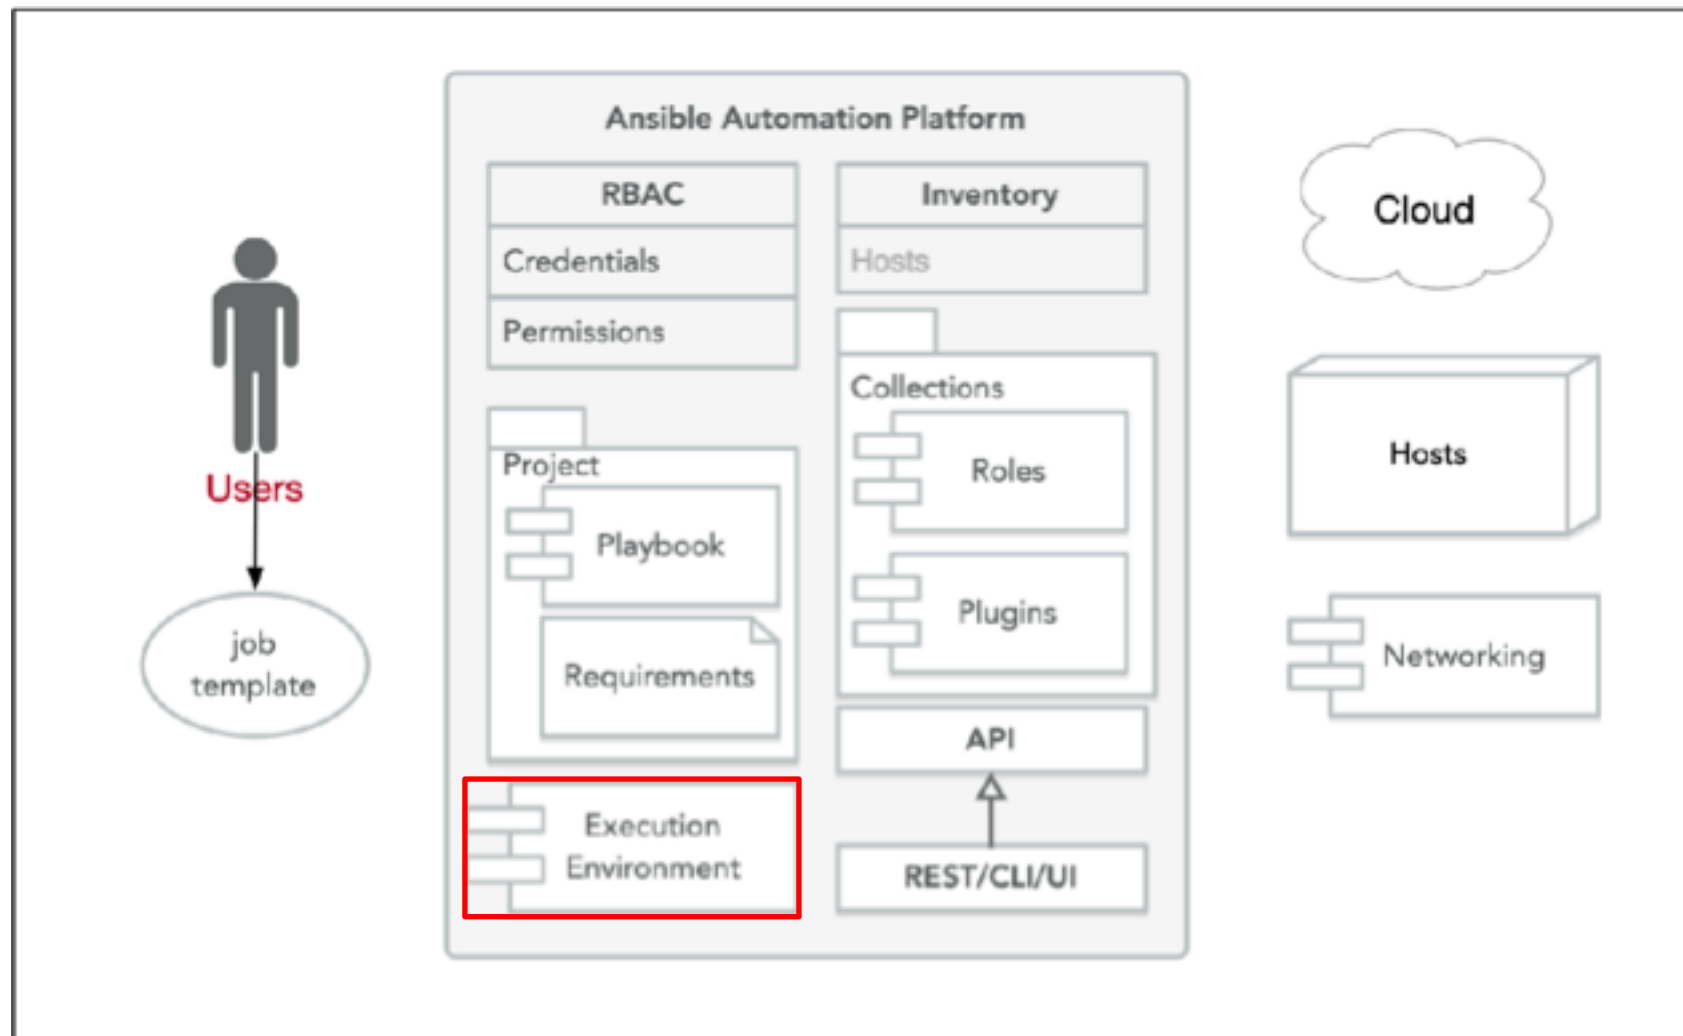 Ansible Automation Platform
RBAC
Credentials
Permissions
Inventory
Hosts
Cloud
Users
job
template
Project
Playbook
Requirements
Collections
Roles
Plugins
Hosts
Networking
Execution
Environment
API
REST/CLI/UI